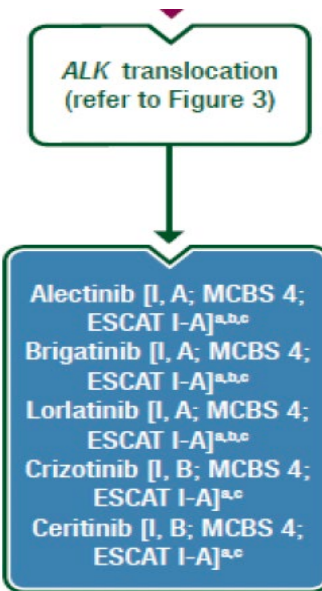 ALK translocation
(refer to Figure 3)
Alectinib [I, A; MCBS 4;
ESCAT I-A]a,b,c
Brigatinib [I, A; MCBS 4;
ESCAT I-A]a,b,c
Lorlatinib [I, A; MCBS 4;
ESCAT I-A]a,b,c
Crizotinib [I, B; MCBS 4;
ESCAT I-A]a,c
Ceritinib [I, B; MCBS 4;
ESCAT I-A]a,c